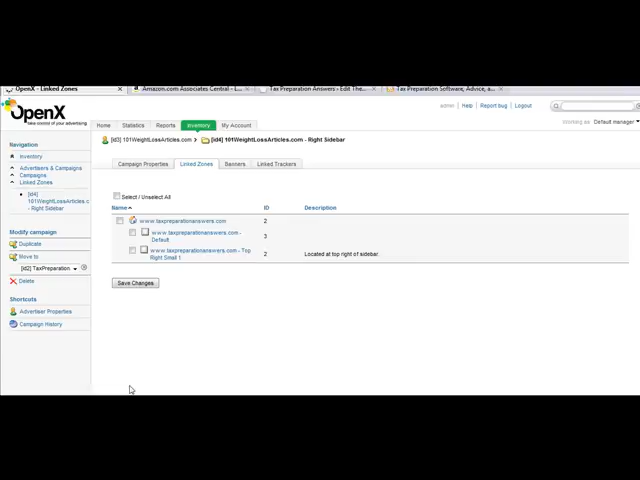 OpenX - Linked Zones
Amazon.com Associates Central - L...
Tax Preparation Answers - Edit The...
Tax Preparation Software, Advice, a...
OpenX
admin Help Report bug Logout
Home Statistics Reports Inventory My Account
Working as Default manager
Navigation
Inventory
Advertisers & Campaigns
Campaigns
Linked Zones
[id4]
101WeightLossArticles.c
- Right Sidebar
Modify campaign
Duplicate
Move to
[id2] TaxPreparation
Delete
Shortcuts
Advertiser Properties
Campaign History
[id3] 101WeightLossArticles.com > [id4] 101WeightLossArticles.com - Right Sidebar
Campaign Properties Linked Zones Banners Linked Trackers
Select / Unselect All
Name ID Description
www.taxpreparationanswers.com 2
www.taxpreparationanswers.com -
Default 3
www.taxpreparationanswers.com - Top
Right Small 1 2 Located at top right of sidebar.
Save Changes